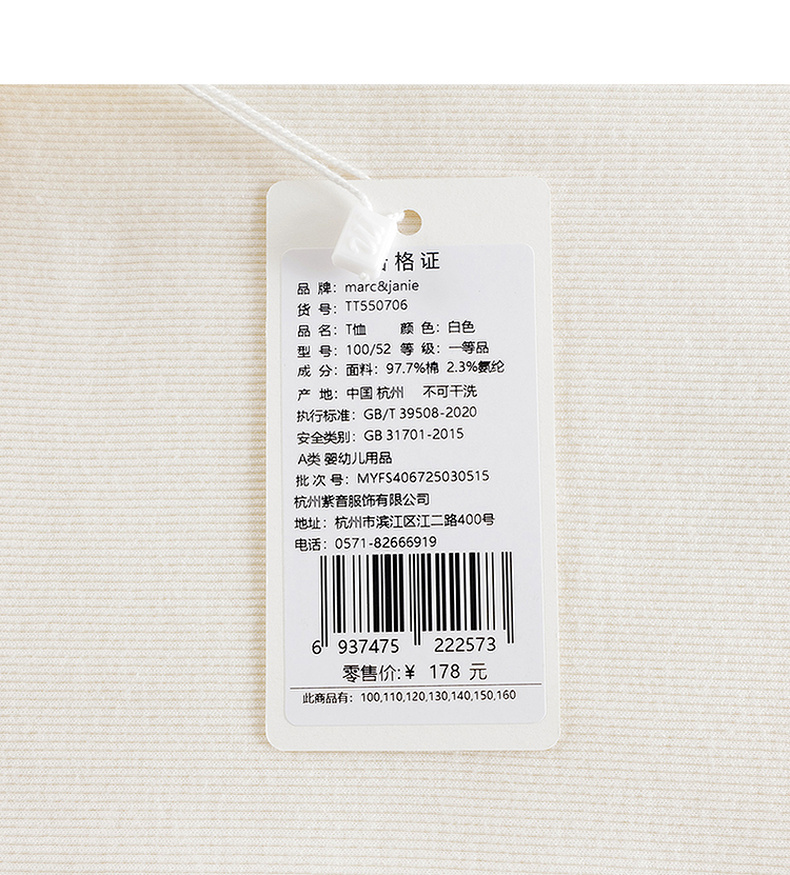 格证
品 牌：marc&janie
货 号：TT550706
品 名：T恤 颜 色：白色
型 号：100/52 等 级：一等品
成 分：面料：97.7%棉 2.3%氨纶
产 地：中国 杭州 不可干洗
执行标准：GB/T 39508-2020
安全类别：GB 31701-2015
A类 婴幼儿用品
批 次 号：MYFS406725030515
杭州紫音服饰有限公司
地址：杭州市滨江区江二路400号
电话：0571-82666919
6 937475 222573
零售价:￥ 178 元
此商品有：100,110,120,130,140,150,160